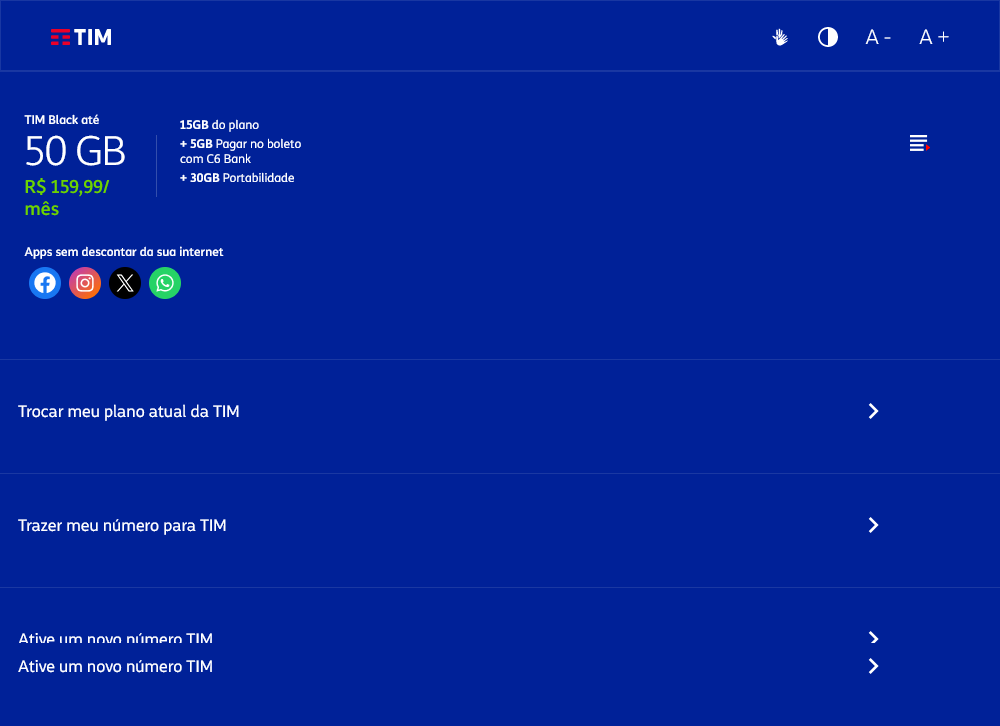 TIM
A -
A +
TIM Black até
50 GB
R$ 159,99/
mês
15GB do plano
+ 5GB Pagar no boleto
com C6 Bank
+ 30GB Portabilidade
Apps sem descontar da sua internet
Trocar meu plano atual da TIM
Trazer meu número para TIM
Ative um novo número TIM
Ative um novo número TIM